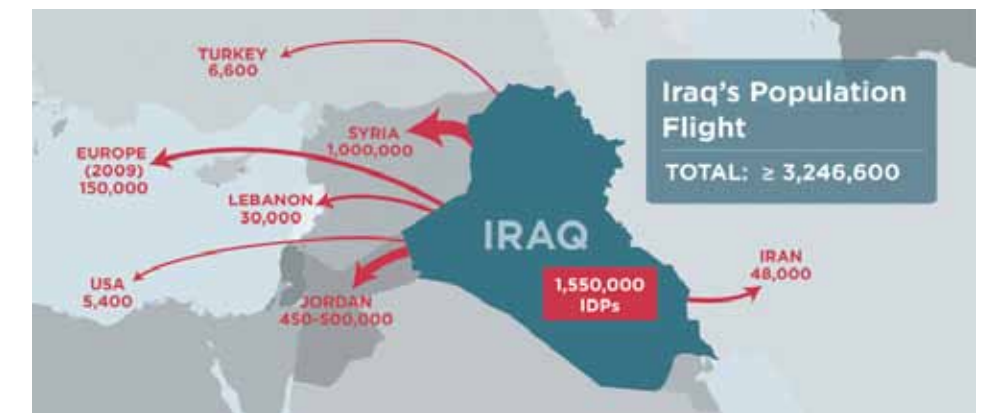 TURKEY
6,600
SYRIA
1,000,000
EUROPE
(2009)
150,000
LEBANON
30,000
USA
5,400
JORDAN
450-500,000
IRAQ
1,550,000
IDPs
IRAN
48,000
Iraq's Population
Flight
TOTAL: ≥ 3,246,600